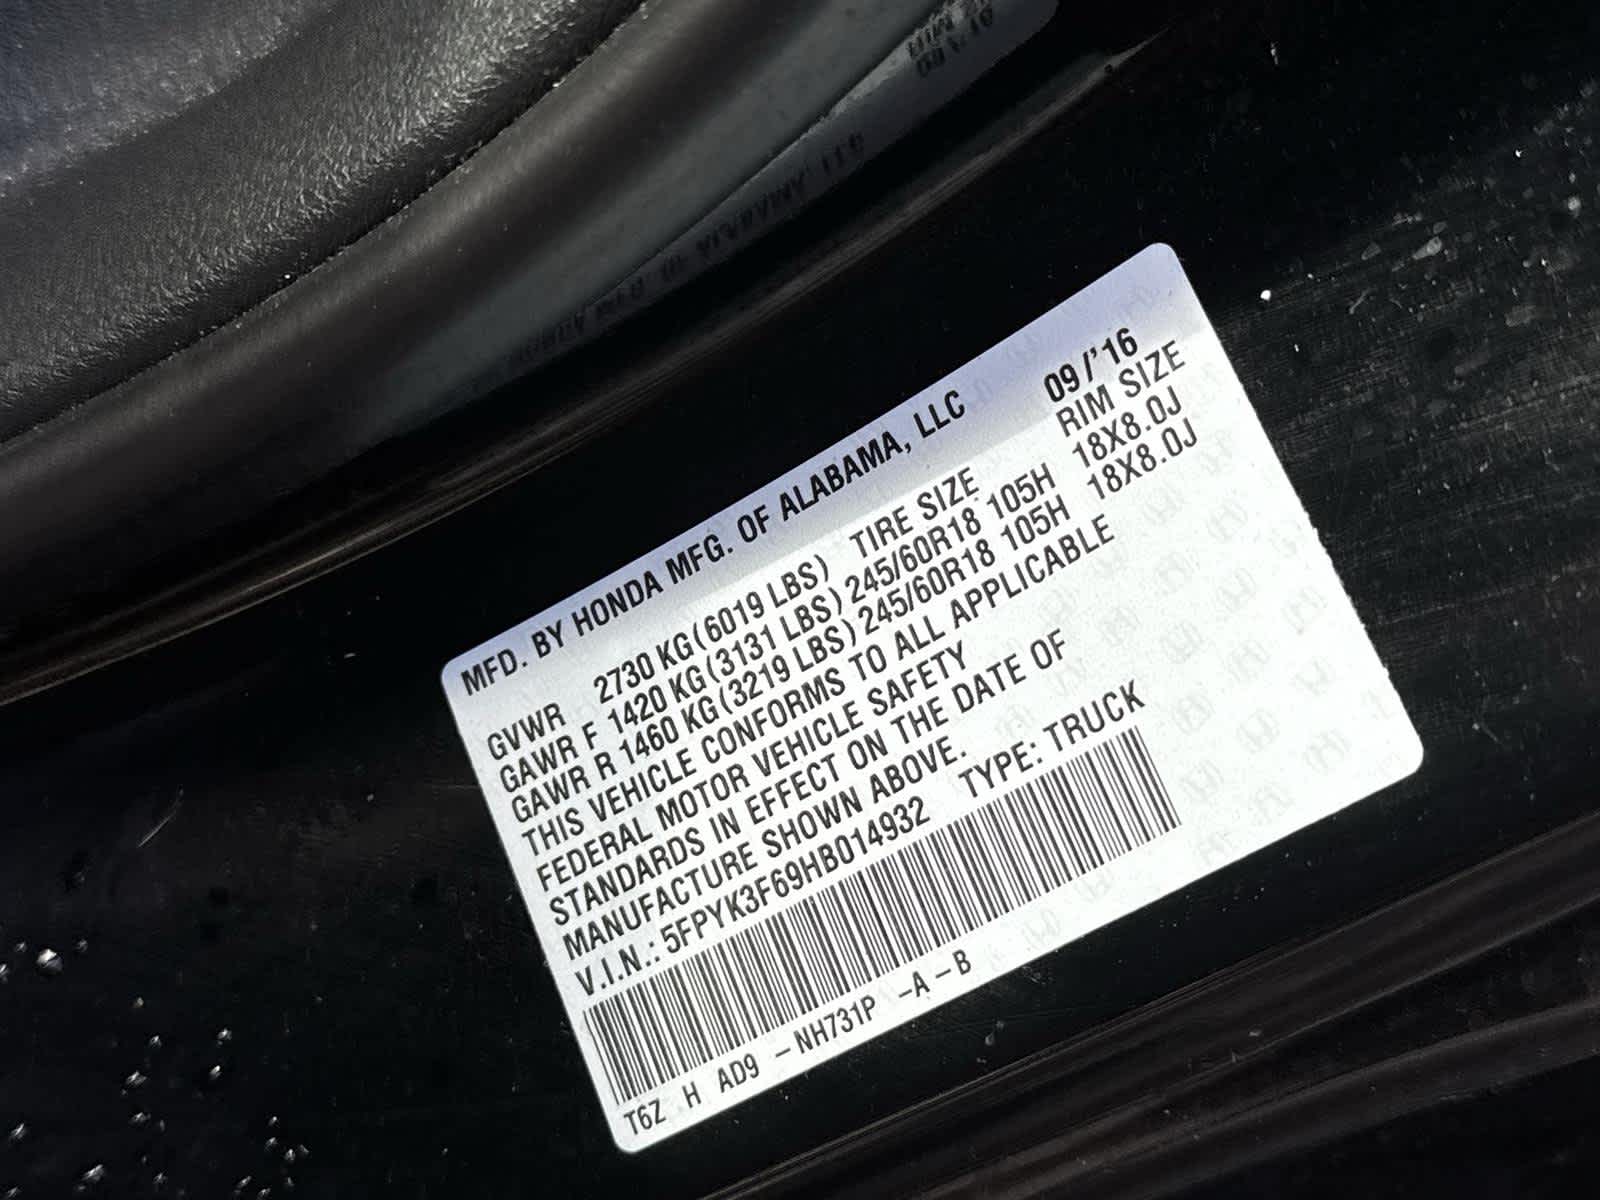 MFD. BY HONDA MFG. OF ALABAMA, LLC 09/'16
GVWR 2730 KG(6019 LBS) TIRE SIZE RIM SIZE
GAWR F 1420 KG(3131 LBS) 245/60R18 105H 18X8.0J
GAWR R 1460 KG(3219 LBS) 245/60R18 105H 18X8.0J
THIS VEHICLE CONFORMS TO ALL APPLICABLE
FEDERAL MOTOR VEHICLE SAFETY
STANDARDS IN EFFECT ON THE DATE OF
MANUFACTURE SHOWN ABOVE.
V.I.N.: 5FPYK3F69HB014932 TYPE: TRUCK
T6Z H AD9 -NH731P -A-B